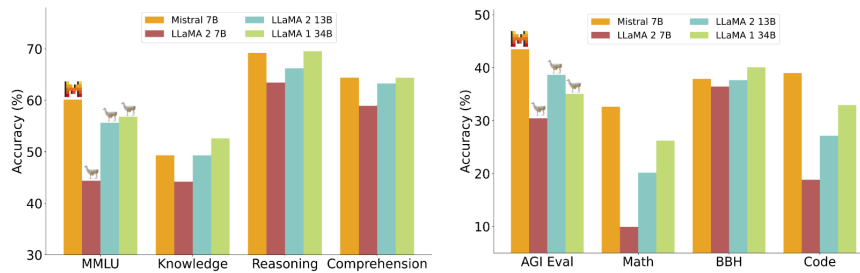 Mistral 7B LLaMA 2 13B
LLaMA 2 7B LLaMA 1 34B
70
60
50
40
30
Accuracy (%)
MMLU Knowledge Reasoning Comprehension
Mistral 7B LLaMA 2 13B
LLaMA 2 7B LLaMA 1 34B
50
40
30
20
10
Accuracy (%)
AGI Eval Math BBH Code